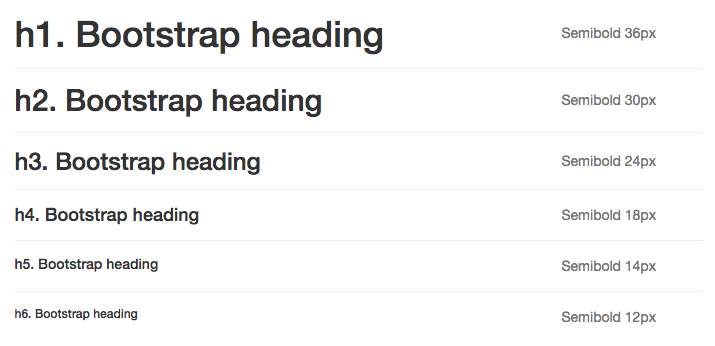 h1. Bootstrap heading Semibold 36px
h2. Bootstrap heading Semibold 30px
h3. Bootstrap heading Semibold 24px
h4. Bootstrap heading Semibold 18px
h5. Bootstrap heading Semibold 14px
h6. Bootstrap heading Semibold 12px